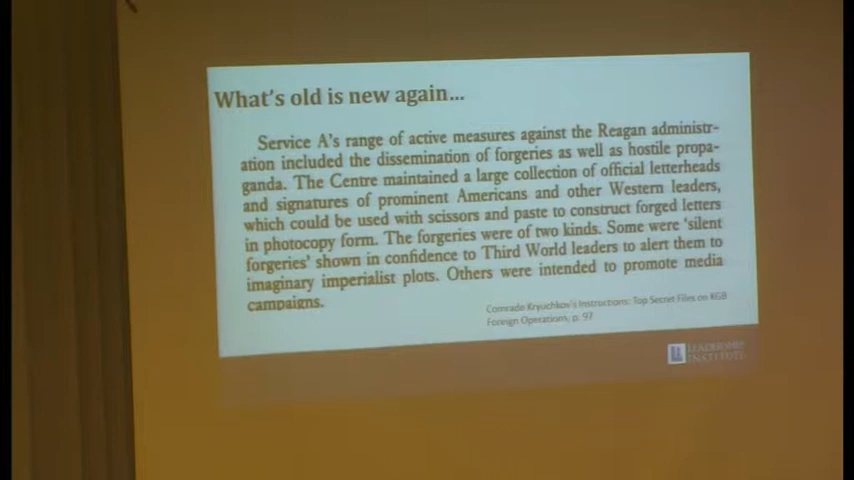 What's old is new again...
Service A's range of active measures against the Reagan administr-
ation included the dissemination of forgeries as well as hostile propa-
ganda. The Centre maintained a large collection of official letterheads
and signatures of prominent Americans and other Western leaders,
which could be used with scissors and paste to construct forged letters
in photocopy form. The forgeries were of two kinds. Some were 'silent
forgeries' shown in confidence to Third World leaders to alert them to
imaginary imperialist plots. Others were intended to promote media
campaigns.
Comrade Kryuchkov's Instructions: Top Secret Files on KGB
Foreign Operations, p. 97
LEADERSHIP
INSTITUTE